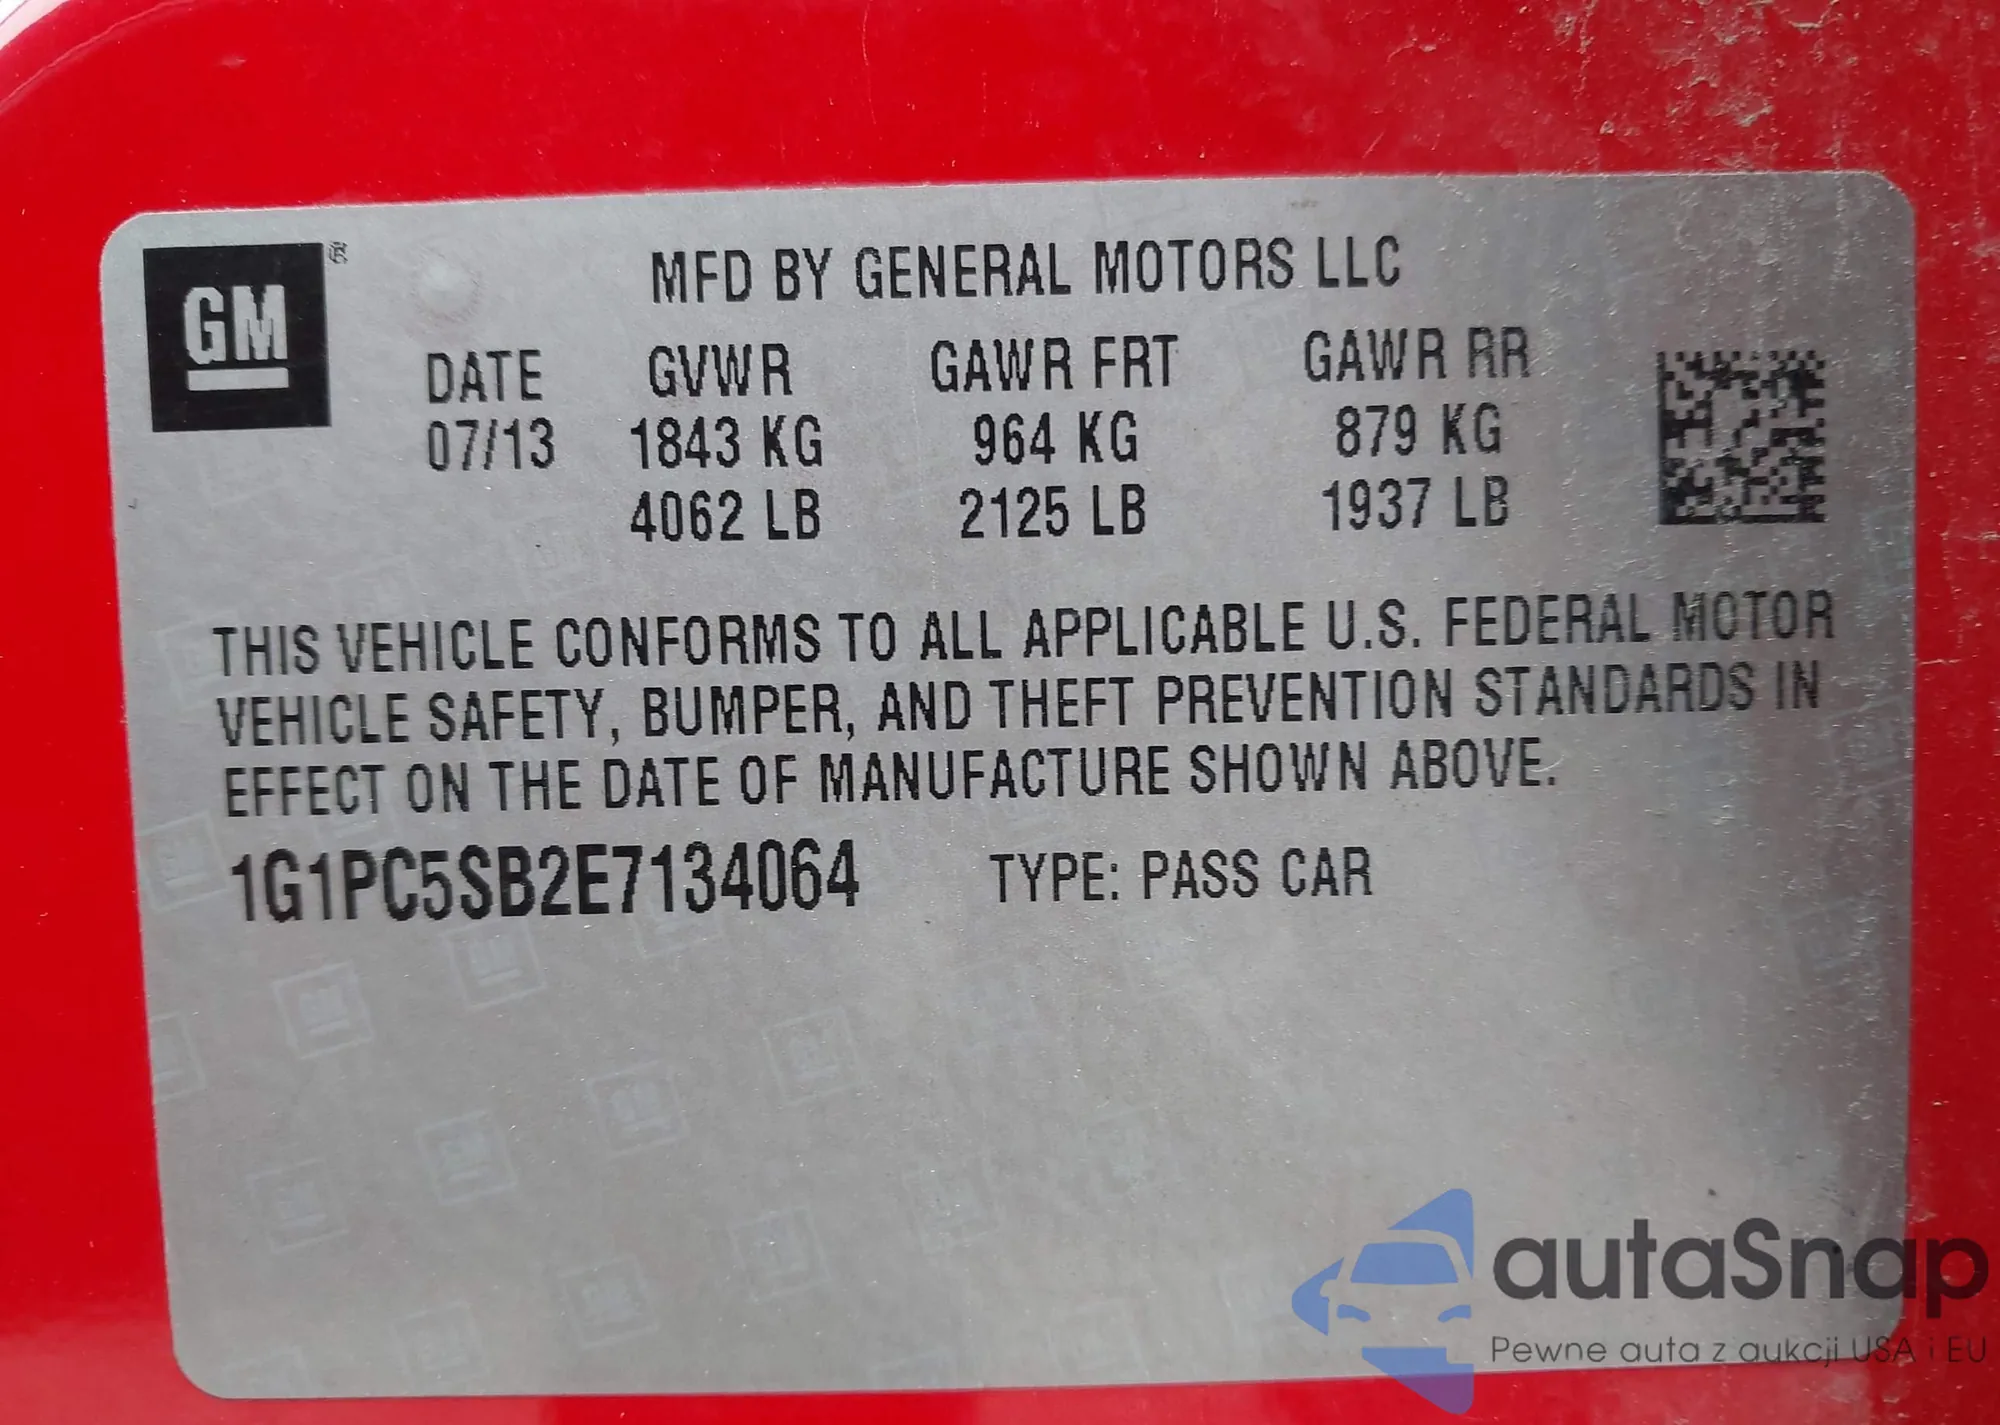 GM ®
MFD BY GENERAL MOTORS LLC
DATE GVWR GAWR FRT GAWR RR
07/13 1843 KG 964 KG 879 KG
4062 LB 2125 LB 1937 LB
THIS VEHICLE CONFORMS TO ALL APPLICABLE U.S. FEDERAL MOTOR
VEHICLE SAFETY, BUMPER, AND THEFT PREVENTION STANDARDS IN
EFFECT ON THE DATE OF MANUFACTURE SHOWN ABOVE.
1G1PC5SB2E7134064 TYPE: PASS CAR
autaSnap
Pewne auta z aukcji USA i EU